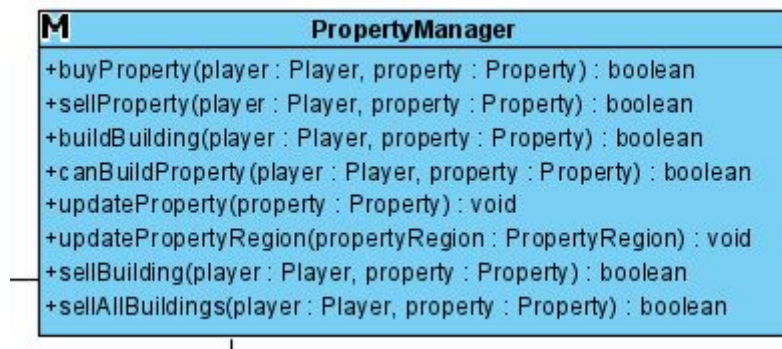 M PropertyManager
+buyProperty(player : Player, property : Property) : boolean
+sellProperty(player : Player, property : Property) : boolean
+buildBuilding(player : Player, property : Property) : boolean
+canBuildProperty(player : Player, property : Property) : boolean
+updateProperty(property : Property) : void
+updatePropertyRegion(propertyRegion : PropertyRegion) : void
+sellBuilding(player : Player, property : Property) : boolean
+sellAllBuildings(player : Player, property : Property) : boolean